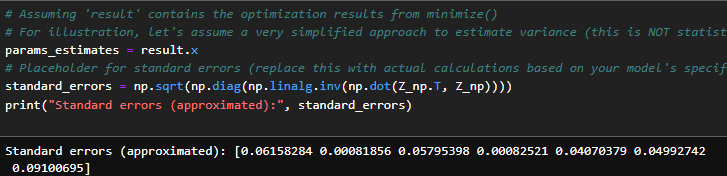 # Assuming 'result' contains the optimization results from minimize()
# For illustration, let's assume a very simplified approach to estimate variance (this is NOT statist
params_estimates = result.x
# Placeholder for standard errors (replace this with actual calculations based on your model's specif
standard_errors = np.sqrt(np.diag(np.linalg.inv(np.dot(Z_np.T, Z_np))))
print("Standard errors (approximated):", standard_errors)
Standard errors (approximated): [0.06158284 0.00081856 0.05795398 0.00082521 0.04070379 0.04992742
0.09100695]